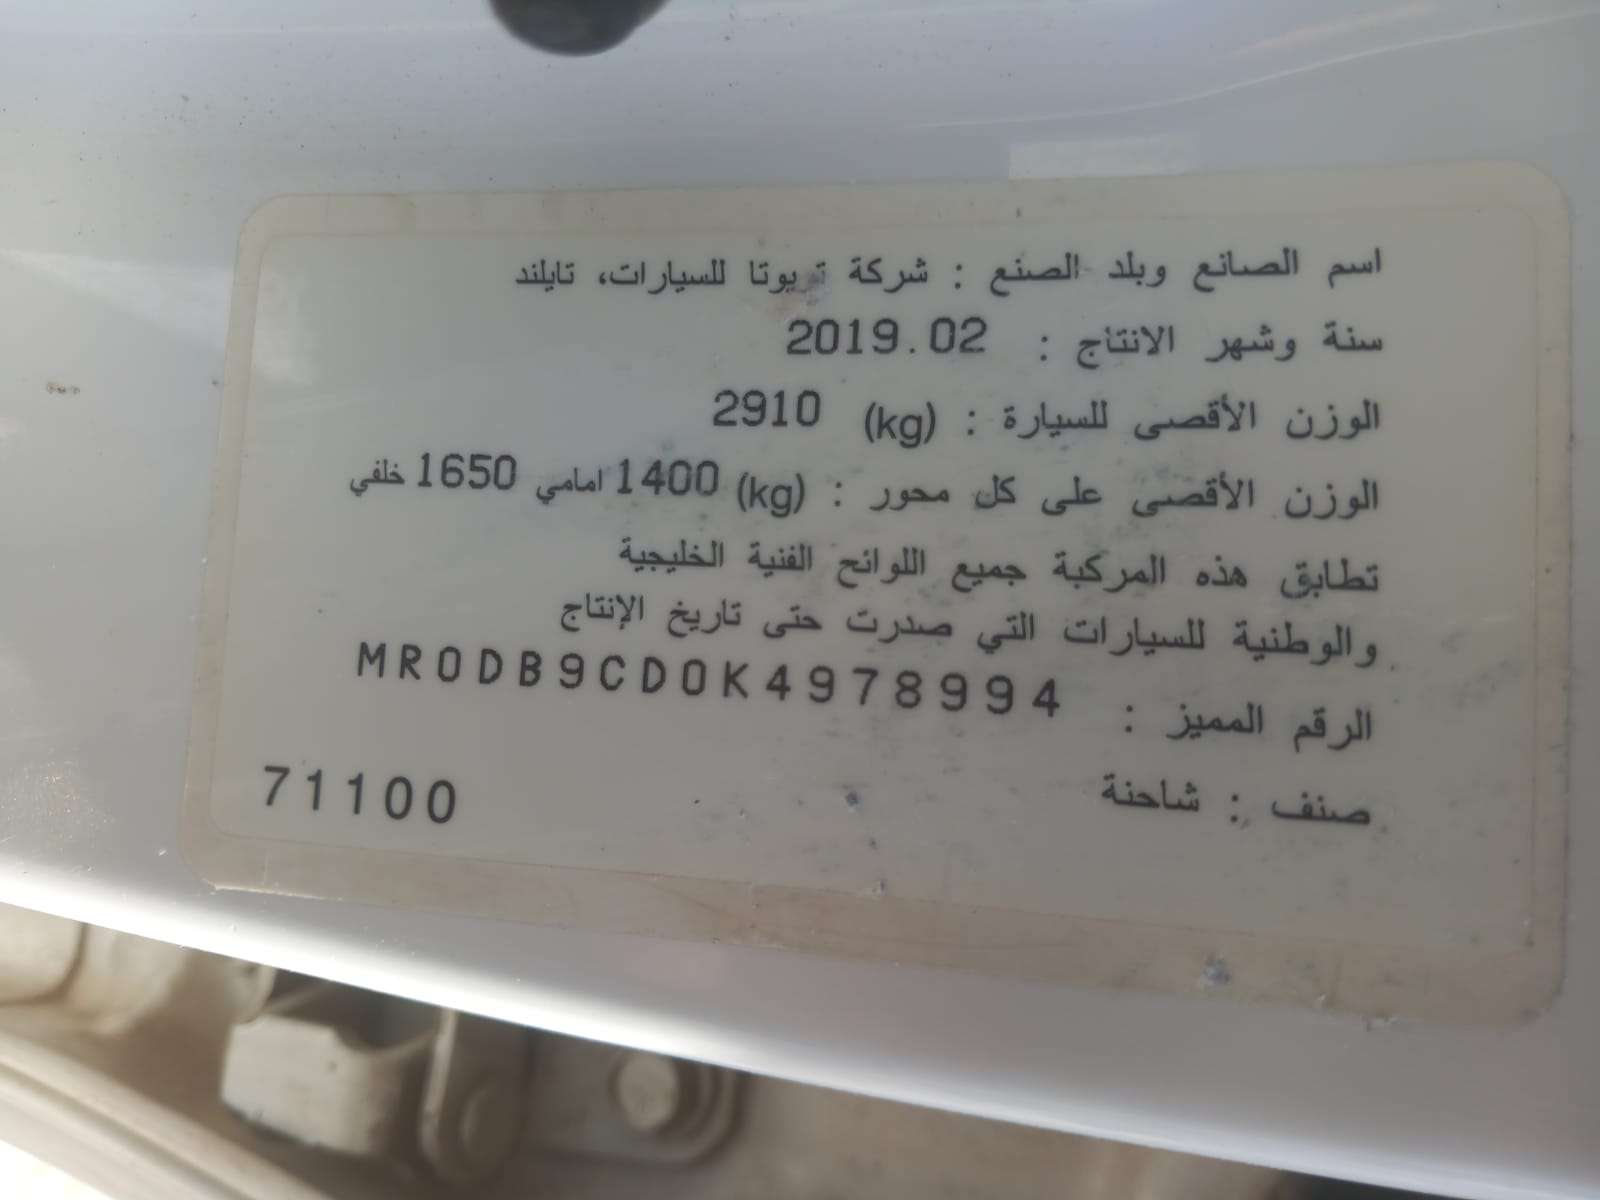 اسم الصانع وبلد الصنع : شركة تويوتا للسيارات، تايلند
سنة وشهر الانتاج : 2019.02
الوزن الأقصى للسيارة : (kg) 2910
الوزن الأقصى على كل محور : (kg) 1400 امامي 1650 خلفي
تطابق هذه المركبة جميع اللوائح الفنية الخليجية
والوطنية للسيارات التي صدرت حتى تاريخ الإنتاج
الرقم المميز : MR0DB9CD0K4978994
صنف : شاحنة 71100